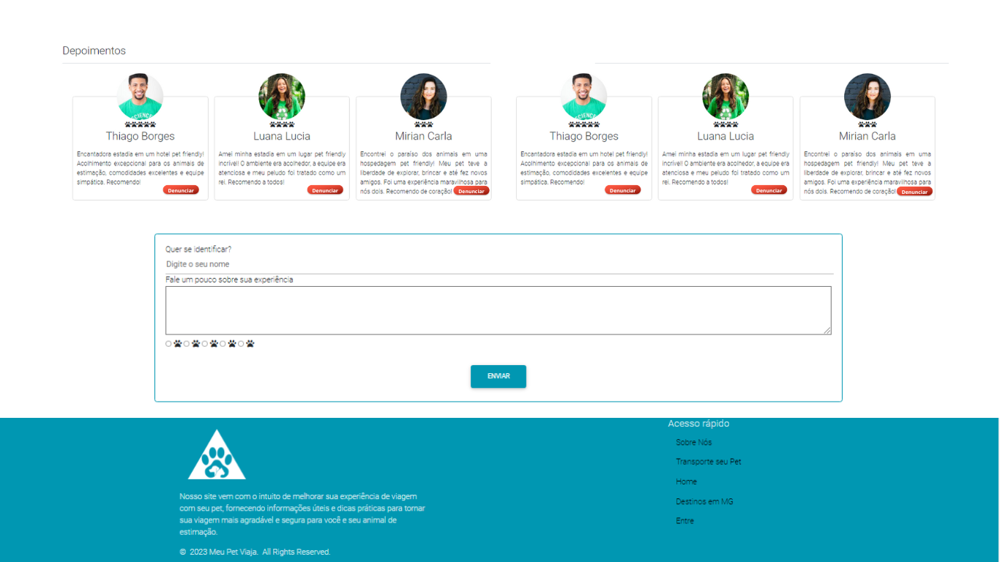 Depoimentos
SCIENCE
Thiago Borges
Encantadora estadia em um hotel pet friendly!
Acolhimento excepcional para os animais de
estimação, comodidades excelentes e equipe
simpática. Recomendo!
Denunciar
Luana Lucia
Amei minha estadia em um lugar pet friendly
incrível! O ambiente era acolhedor, a equipe era
atenciosa e meu peludo foi tratado como um
rei. Recomendo a todos!
Denunciar
Mirian Carla
Encontrei o paraíso dos animais em uma
hospedagem pet friendly! Meu pet teve a
liberdade de explorar, brincar e até fez novos
amigos. Foi uma experiência maravilhosa para
nós dois. Recomendo de coração!
Denunciar
SCIENCE
Thiago Borges
Encantadora estadia em um hotel pet friendly!
Acolhimento excepcional para os animais de
estimação, comodidades excelentes e equipe
simpática. Recomendo!
Denunciar
Luana Lucia
Amei minha estadia em um lugar pet friendly
incrível! O ambiente era acolhedor, a equipe era
atenciosa e meu peludo foi tratado como um
rei. Recomendo a todos!
Denunciar
Mirian Carla
Encontrei o paraíso dos animais em uma
hospedagem pet friendly! Meu pet teve a
liberdade de explorar, brincar e até fez novos
amigos. Foi uma experiência maravilhosa para
nós dois. Recomendo de coração!
Denunciar
Quer se identificar?
Digite o seu nome
Fale um pouco sobre sua experiência
ENVIAR
Nosso site vem com o intuito de melhorar sua experiência de viagem
com seu pet, fornecendo informações úteis e dicas práticas para tornar
sua viagem mais agradável e segura para você e seu animal de
estimação.
© 2023 Meu Pet Viaja. All Rights Reserved.
Acesso rápido
Sobre Nós
Transporte seu Pet
Home
Destinos em MG
Entre